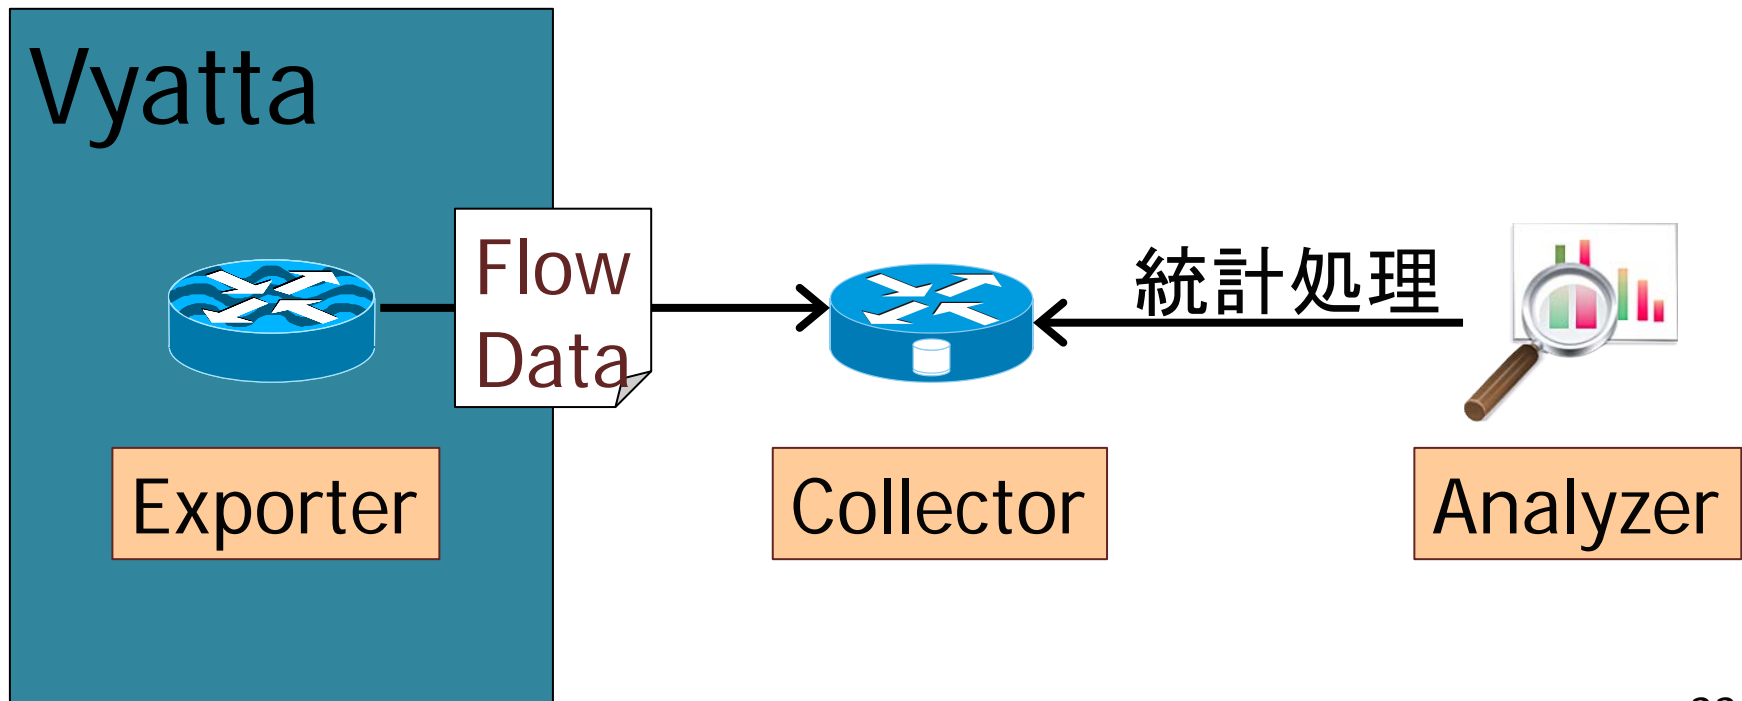 Vyatta
Flow
Data
統計処理
Exporter
Collector
Analyzer